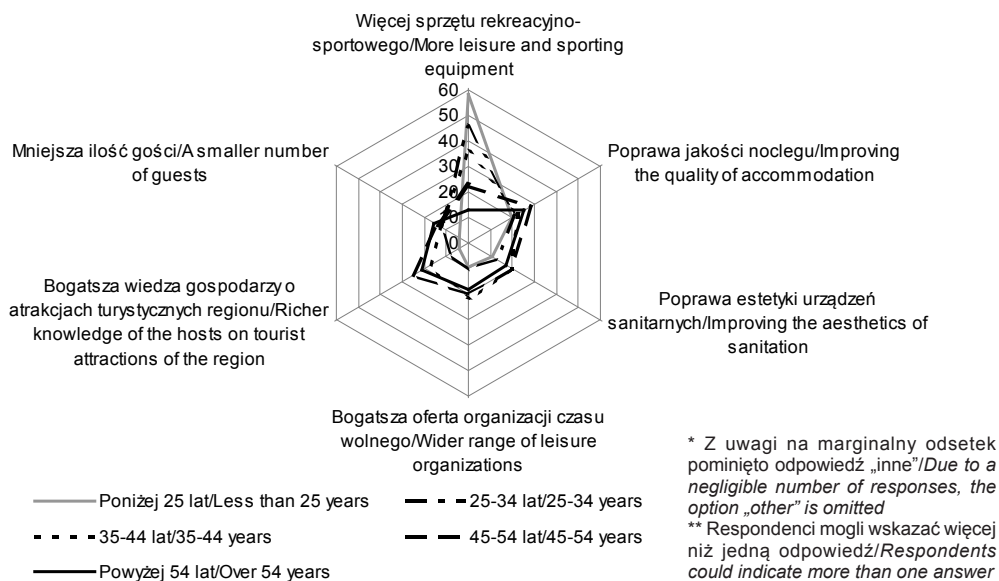 Więcej sprzętu rekreacyjno-
sportowego/More leisure and sporting
equipment
60
50
40
30
20
10
0
Mniejsza ilość gości/A smaller number
of guests
Poprawa jakości noclegu/Improving
the quality of accommodation
Bogatsza wiedza gospodarzy o
atrakcjach turystycznych regionu/Richer
knowledge of the hosts on tourist
attractions of the region
Poprawa estetyki urządzeń
sanitarnych/Improving the aesthetics of
sanitation
Bogatsza oferta organizacji czasu
wolnego/Wider range of leisure
organizations
Poniżej 25 lat/Less than 25 years
25-34 lat/25-34 years
35-44 lat/35-44 years
45-54 lat/45-54 years
Powyżej 54 lat/Over 54 years
* Z uwagi na marginalny odsetek
pominięto odpowiedź „inne”/Due to a
negligible number of responses, the
option „other” is omitted
** Respondenci mogli wskazać więcej
niż jedną odpowiedź/Respondents
could indicate more than one answer